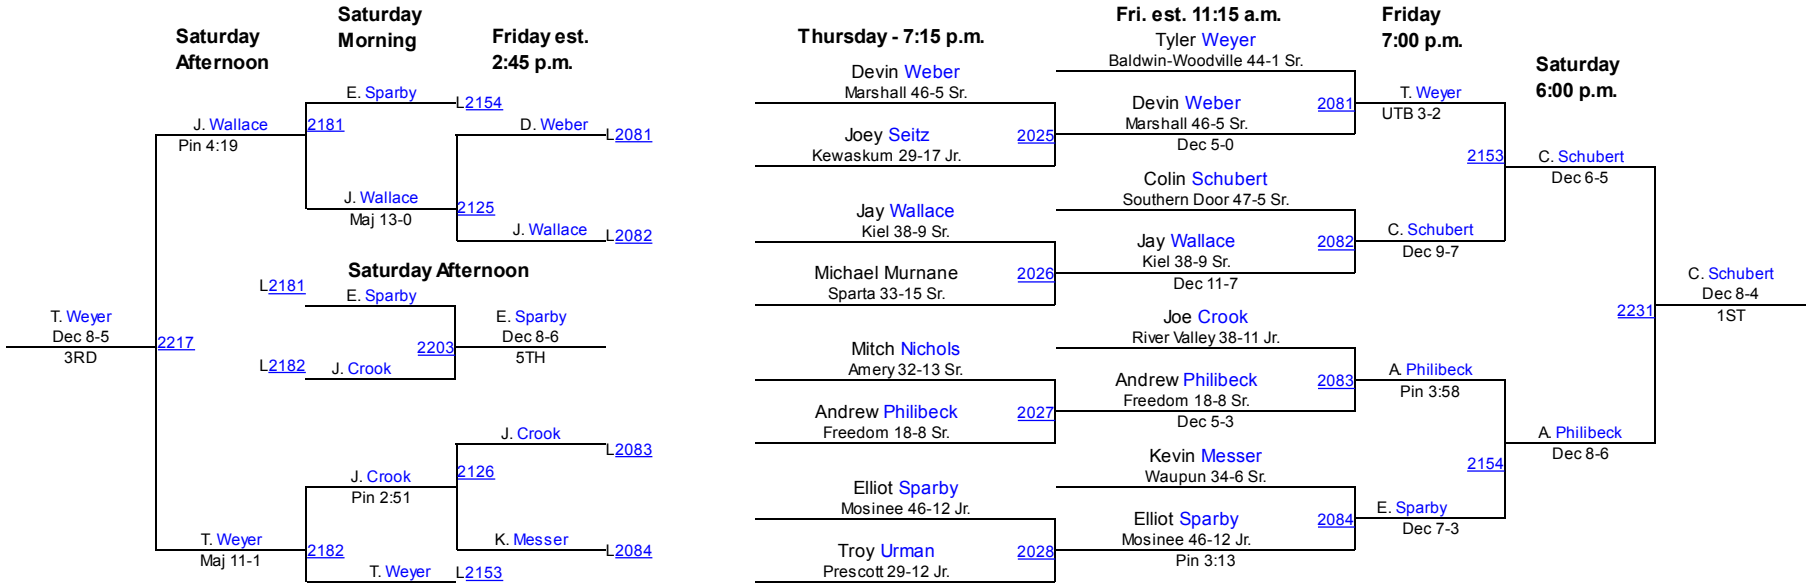 Saturday
Afternoon
Saturday
Morning
Friday est.
2:45 p.m.
E. Sparby
L2154
J. Wallace
2181
Pin 4:19
D. Weber
L2081
J. Wallace
Maj 13-0
2125
J. Wallace
L2082
Saturday Afternoon
L2181
E. Sparby
T. Weyer
Dec 8-5
3RD
2217
2203
E. Sparby
Dec 8-6
5TH
L2182
J. Crook
J. Crook
L2083
J. Crook
Pin 2:51
2126
T. Weyer
Maj 11-1
2182
K. Messer
L2084
T. Weyer
L2153
Thursday - 7:15 p.m.
Devin Weber
Marshall 46-5 Sr.
Joey Seitz
Kewaskum 29-17 Jr.
2025
Jay Wallace
Kiel 38-9 Sr.
Michael Murnane
Sparta 33-15 Sr.
2026
Mitch Nichols
Amery 32-13 Sr.
Andrew Philibeck
Freedom 18-8 Sr.
2027
Elliot Sparby
Mosinee 46-12 Jr.
Troy Urman
Prescott 29-12 Jr.
2028
Fri. est. 11:15 a.m.
Tyler Weyer
Baldwin-Woodville 44-1 Sr.
Devin Weber
Marshall 46-5 Sr.
Dec 5-0
2081
Colin Schubert
Southern Door 47-5 Sr.
Jay Wallace
Kiel 38-9 Sr.
Dec 11-7
2082
Joe Crook
River Valley 38-11 Jr.
Andrew Philibeck
Freedom 18-8 Sr.
Dec 5-3
2083
Kevin Messer
Waupun 34-6 Sr.
Elliot Sparby
Mosinee 46-12 Jr.
Pin 3:13
2084
Friday
7:00 p.m.
T. Weyer
UTB 3-2
2153
C. Schubert
Dec 9-7
A. Philibeck
Pin 3:58
2154
E. Sparby
Dec 7-3
Saturday
6:00 p.m.
C. Schubert
Dec 6-5
2231
A. Philibeck
Dec 8-6
C. Schubert
Dec 8-4
1ST